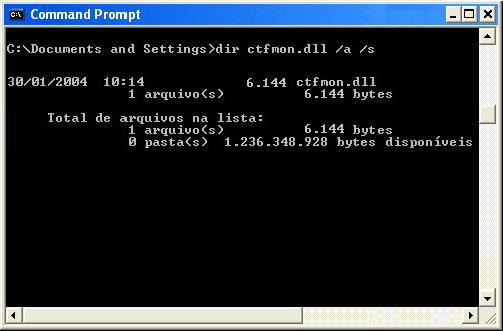 Command Prompt
C:\Documents and Settings>dir ctfmon.dll /a /s
30/01/2004 10:14 6.144 ctfmon.dll
1 arquivo(s) 6.144 bytes
Total de arquivos na lista:
1 arquivo(s) 6.144 bytes
0 pasta(s) 1.236.348.928 bytes disponíveis